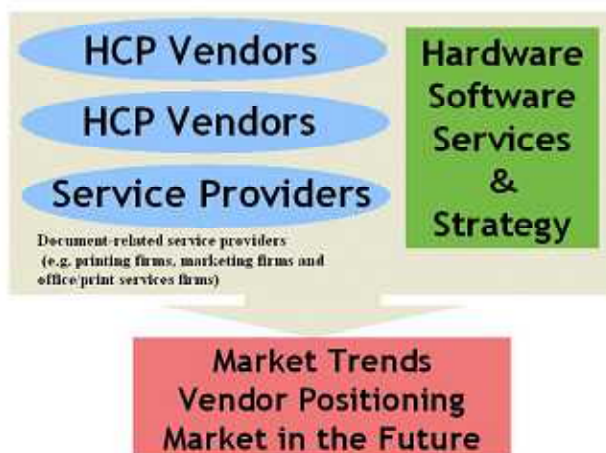 HCP Vendors
HCP Vendors
Service Providers
Document-related service providers
(e.g. printing firms, marketing firms and
office/print services firms)
Hardware
Software
Services
&
Strategy
Market Trends
Vendor Positioning
Market in the Future